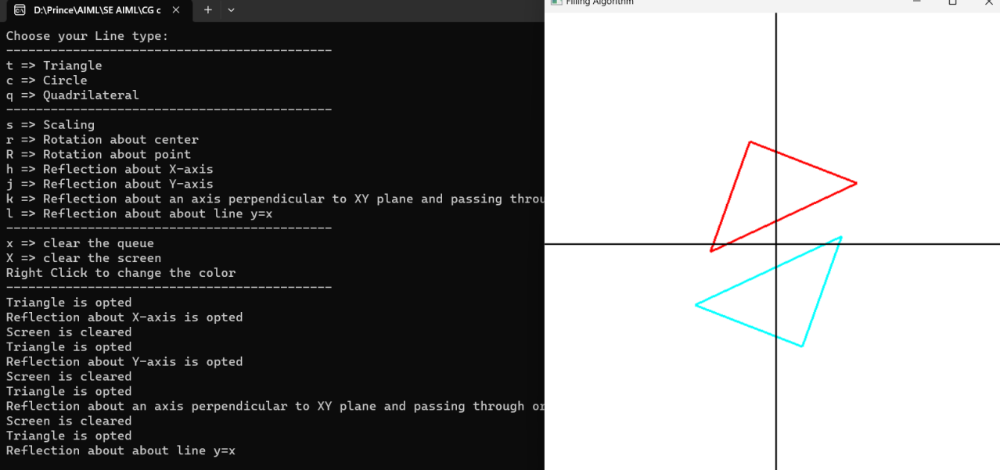 D:\Prince\AIML\SE AIML\CG c
Filling Algorithm
Choose your Line type:
--------------------------------------------
t => Triangle
c => Circle
q => Quadrilateral
--------------------------------------------
s => Scaling
r => Rotation about center
R => Rotation about point
h => Reflection about X-axis
j => Reflection about Y-axis
k => Reflection about an axis perpendicular to XY plane and passing throu
l => Reflection about about line y=x
--------------------------------------------
x => clear the queue
X => clear the screen
Right Click to change the color
--------------------------------------------
Triangle is opted
Reflection about X-axis is opted
Screen is cleared
Triangle is opted
Reflection about Y-axis is opted
Screen is cleared
Triangle is opted
Reflection about an axis perpendicular to XY plane and passing through or
Screen is cleared
Triangle is opted
Reflection about about line y=x